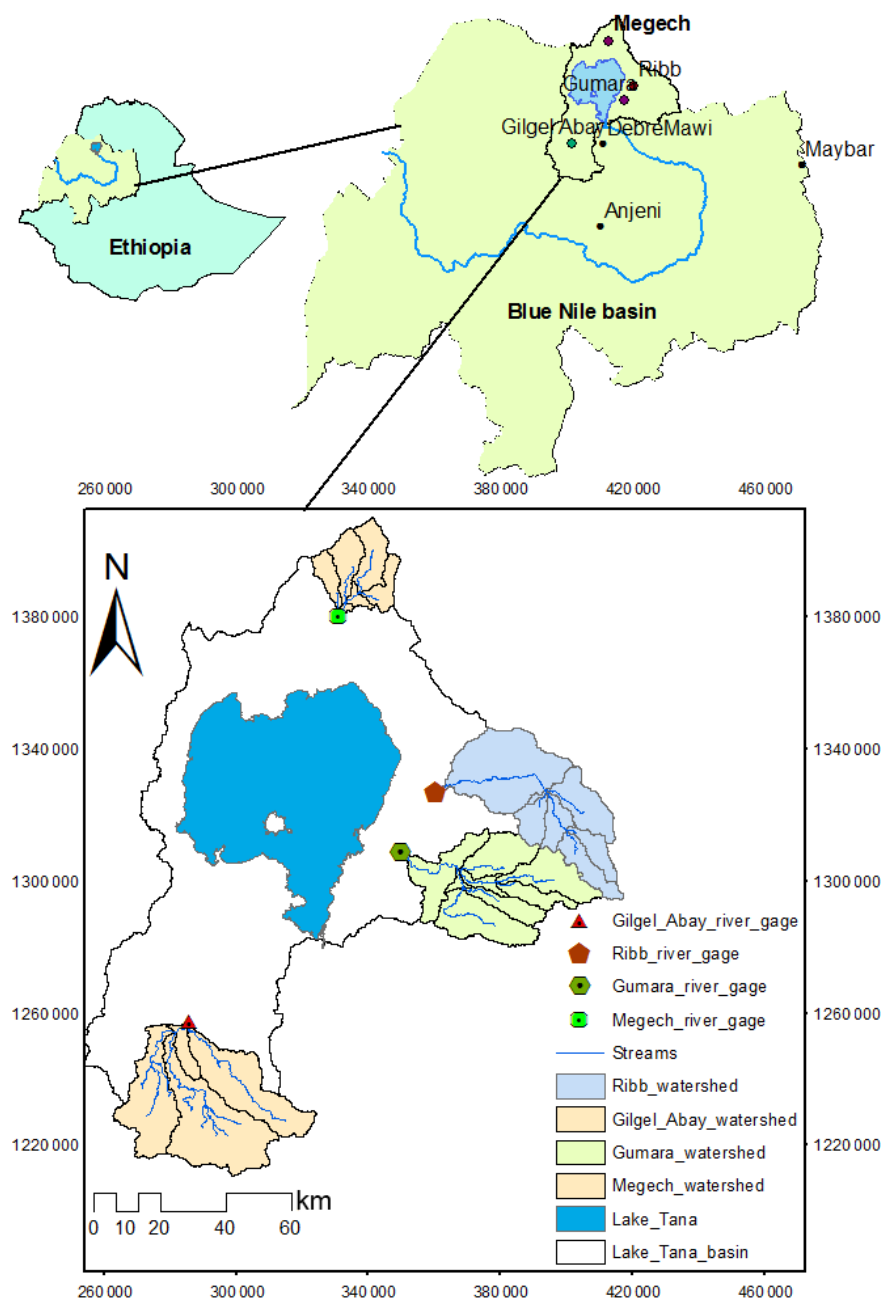 Megech
Ribb
Gumara
Gilgel Abay
DebreMawi
Maybar
Anjeni
Ethiopia
Blue Nile basin
260 000 300 000 340 000 380 000 420 000 460 000
N
1380 000 1380 000
1340 000 1340 000
1300 000 1300 000
Gilgel_Abay_river_gage
Ribb_river_gage
Gumara_river_gage
1260 000 1260 000
Megech_river_gage
Streams
Ribb_watershed
Gilgel_Abay_watershed
1220 000 1220 000
Gumara_watershed
Megech_watershed
km
Lake_Tana
0 10 20 40 60
Lake_Tana_basin
260 000 300 000 340 000 380 000 420 000 460 000